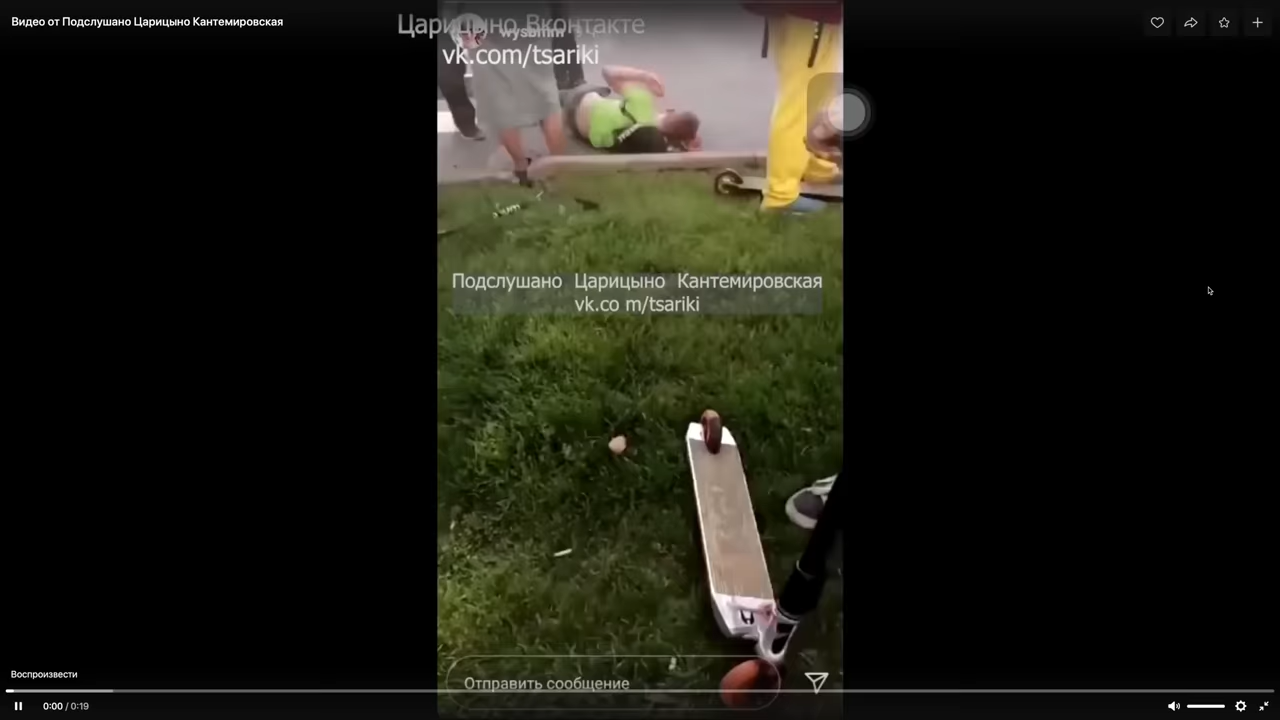 Видео от Подслушано Царицыно Кантемировская
Царицыно Вконтакте
wysbmm
vk.com/tsariki
Подслушано Царицыно Кантемировская
vk.co m/tsariki
Отправить сообщение
Воспроизвести
0:00 / 0:19